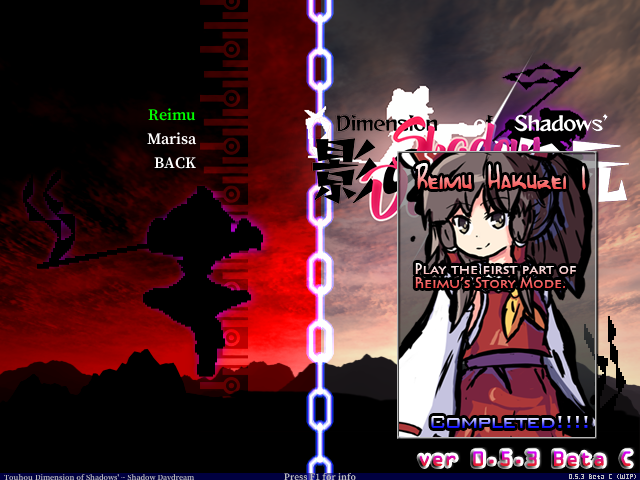 Reimu
Marisa
BACK
Dimension of Shadows'
Shadow
影
Reimu Hakurei 1
Play the first part of
Reimu's Story Mode.
Completed!!!!
ver 0.5.3 Beta C
Touhou Dimension of Shadows' ~ Shadow Daydream
Press F1 for info
0.5.3 Beta C (WIP)